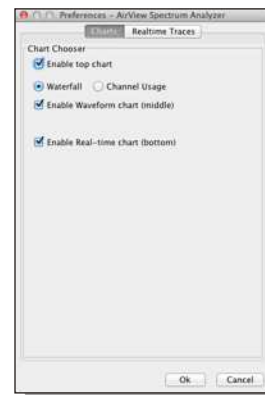 Preferences – AirView Spectrum Analyzer
Charts Realtime Traces
Chart Chooser
Enable top chart
Waterfall Channel Usage
Enable Waveform chart (middle)
Enable Real-time chart (bottom)
Ok Cancel